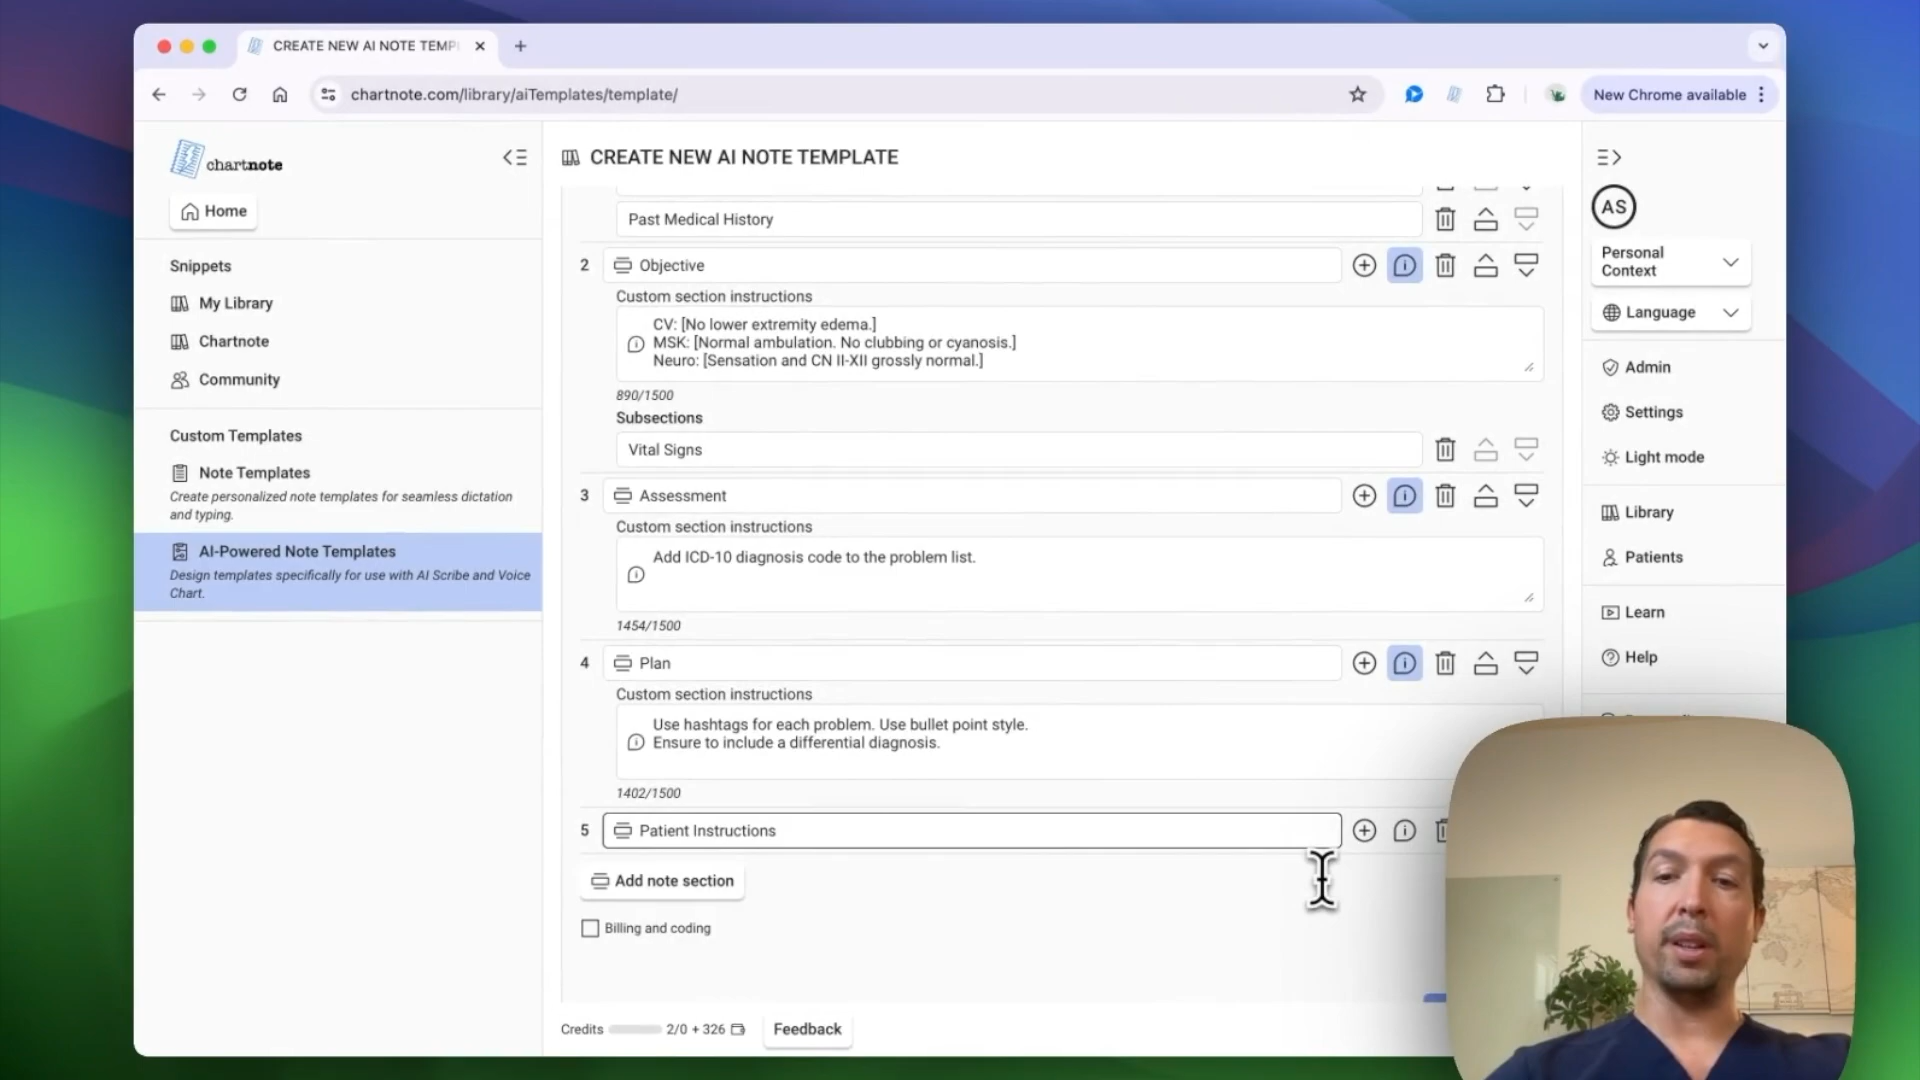 CREATE NEW AI NOTE TEMP
chartnote.com/library/aiTemplates/template/
New Chrome available
chartnote
Home
Snippets
My Library
Chartnote
Community
Custom Templates
Note Templates
Create personalized note templates for seamless dictation
and typing.
AI-Powered Note Templates
Design templates specifically for use with AI Scribe and Voice
Chart.
CREATE NEW AI NOTE TEMPLATE
Past Medical History
2 Objective
Custom section instructions
CV: [No lower extremity edema.]
MSK: [Normal ambulation. No clubbing or cyanosis.]
Neuro: [Sensation and CN II-XII grossly normal.]
890/1500
Subsections
Vital Signs
3 Assessment
Custom section instructions
Add ICD-10 diagnosis code to the problem list.
1454/1500
4 Plan
Custom section instructions
Use hashtags for each problem. Use bullet point style.
Ensure to include a differential diagnosis.
1402/1500
5 Patient Instructions
Add note section
Billing and coding
Credits 2/0 + 326
Feedback
AS
Personal
Context
Language
Admin
Settings
Light mode
Library
Patients
Learn
Help